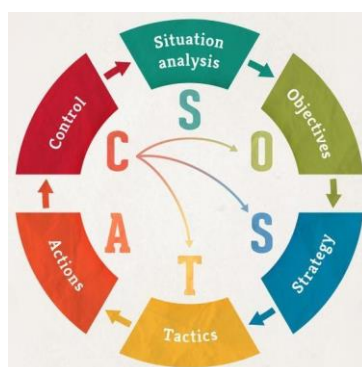 Situation
analysis
Objectives
Strategy
Tactics
Actions
Control
S
O
S
T
A
C